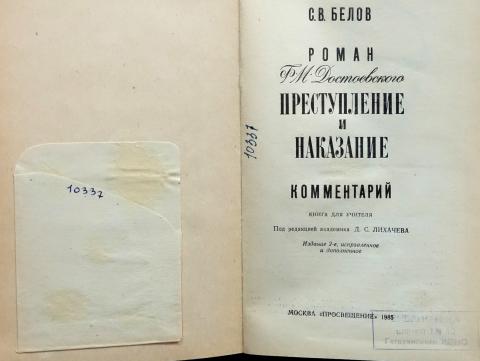 10337
С.В. БЕЛОВ
РОМАН
Ф.М. Достоевского
ПРЕСТУПЛЕНИЕ
И
НАКАЗАНИЕ
10337
КОММЕНТАРИЙ
КНИГА ДЛЯ УЧИТЕЛЯ
Под редакцией академика Д. С. ЛИХАЧЕВА
Издание 2-е, исправленное
и дополненное
МОСКВА «ПРОСВЕЩЕНИЕ» 1985